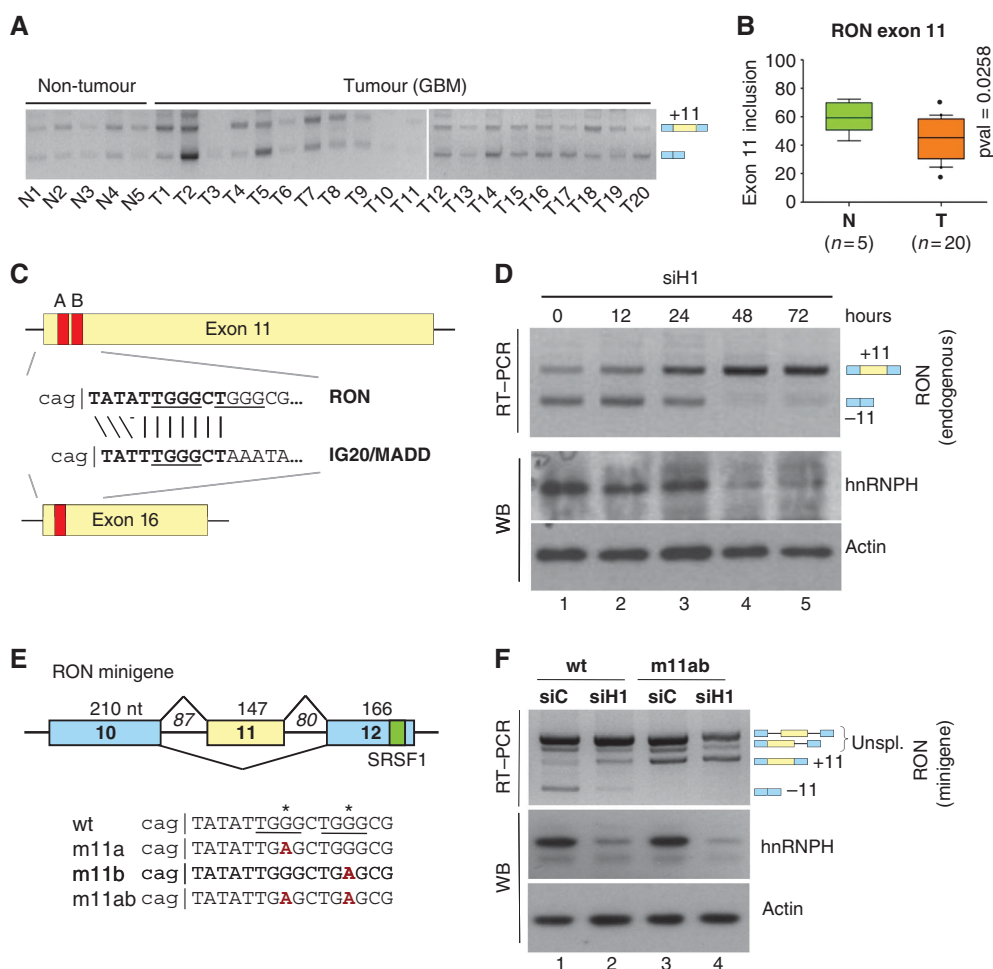 A
Non-tumour Tumour (GBM)
+11
N1 N2 N3 N4 N5 T1 T2 T3 T4 T5 T6 T7 T8 T9 T10 T11 T12 T13 T14 T15 T16 T17 T18 T19 T20
B
RON exon 11
Exon 11 inclusion
100
80
60
40
20
0
N T
(n=5) (n=20)
pval = 0.0258
C
A B
Exon 11
cag|TATATTGGGCTGGGCG... RON
cag|TATTTGGGCTAAATA... IG20/MADD
Exon 16
D
siH1
0 12 24 48 72 hours
RT–PCR
+11
–11
RON
(endogenous)
WB
hnRNPH
Actin
1 2 3 4 5
E
RON minigene
210 nt 87 147 80 166
10 11 12
SRSF1
* *
wt cag|TATATTGGGCTGGGCG
m11a cag|TATATTGAGCTGGGCG
m11b cag|TATATTGGGCTGAGCG
m11ab cag|TATATTGAGCTGAGCG
F
wt m11ab
siC siH1 siC siH1
RT–PCR
Unspl.
+11
–11
RON
(minigene)
WB
hnRNPH
Actin
1 2 3 4